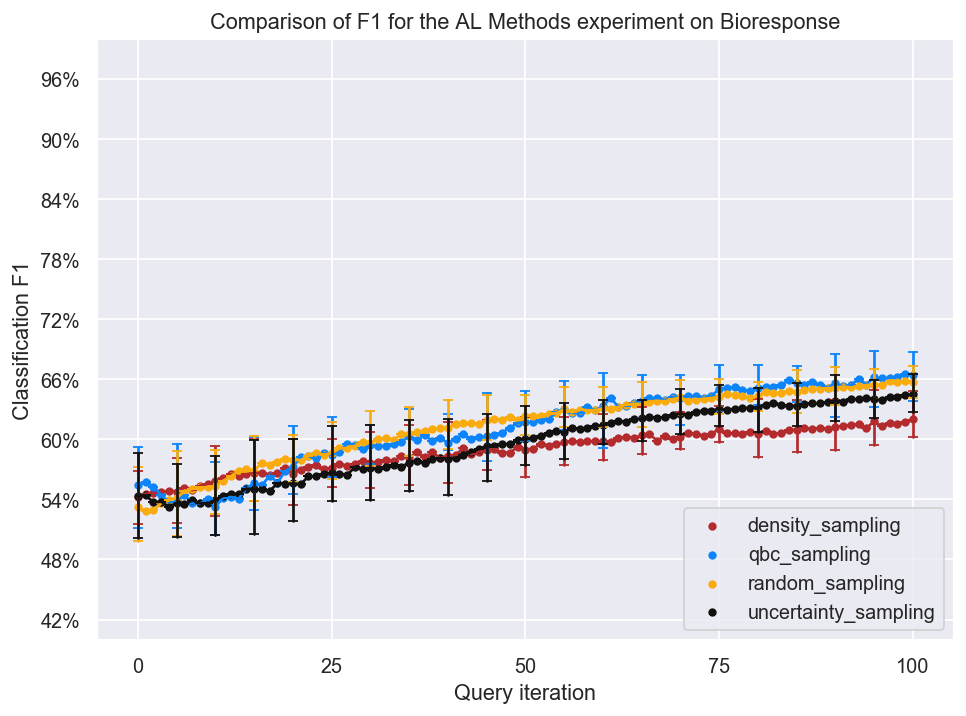 Comparison of F1 for the AL Methods experiment on Bioresponse
Classification F1
96%
90%
84%
78%
72%
66%
60%
54%
48%
42%
density_sampling
qbc_sampling
random_sampling
uncertainty_sampling
0
25
50
75
100
Query iteration